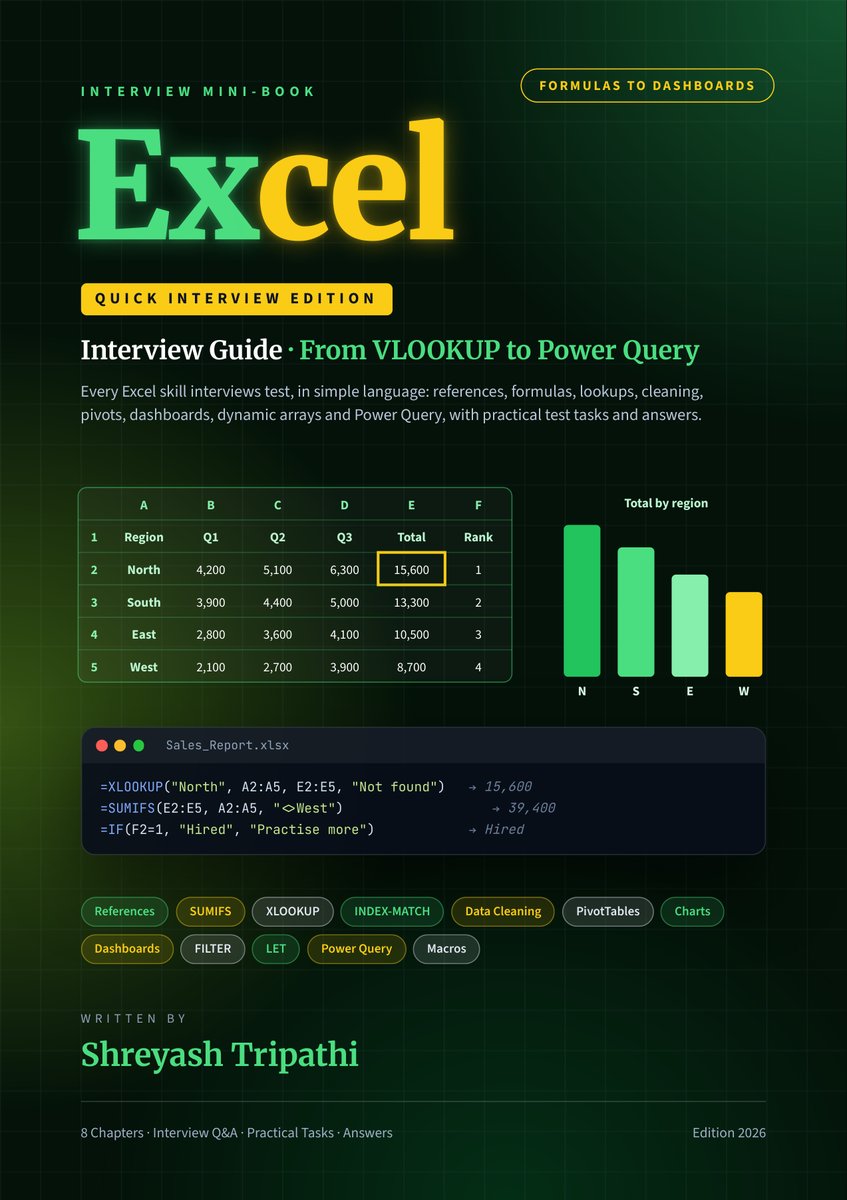 INTERVIEW MINI-BOOK
FORMULAS TO DASHBOARDS
Excel
QUICK INTERVIEW EDITION
Interview Guide · From VLOOKUP to Power Query
Every Excel skill interviews test, in simple language: references, formulas, lookups, cleaning,
pivots, dashboards, dynamic arrays and Power Query, with practical test tasks and answers.
A B C D E F
1 Region Q1 Q2 Q3 Total Rank
2 North 4,200 5,100 6,300 15,600 1
3 South 3,900 4,400 5,000 13,300 2
4 East 2,800 3,600 4,100 10,500 3
5 West 2,100 2,700 3,900 8,700 4
Total by region
N S E W
Sales_Report.xlsx
=XLOOKUP("North", A2:A5, E2:E5, "Not found") → 15,600
=SUMIFS(E2:E5, A2:A5, "<>West") → 39,400
=IF(F2=1, "Hired", "Practise more") → Hired
References SUMIFS XLOOKUP INDEX-MATCH Data Cleaning PivotTables Charts
Dashboards FILTER LET Power Query Macros
WRITTEN BY
Shreyash Tripathi
8 Chapters · Interview Q&A · Practical Tasks · Answers
Edition 2026